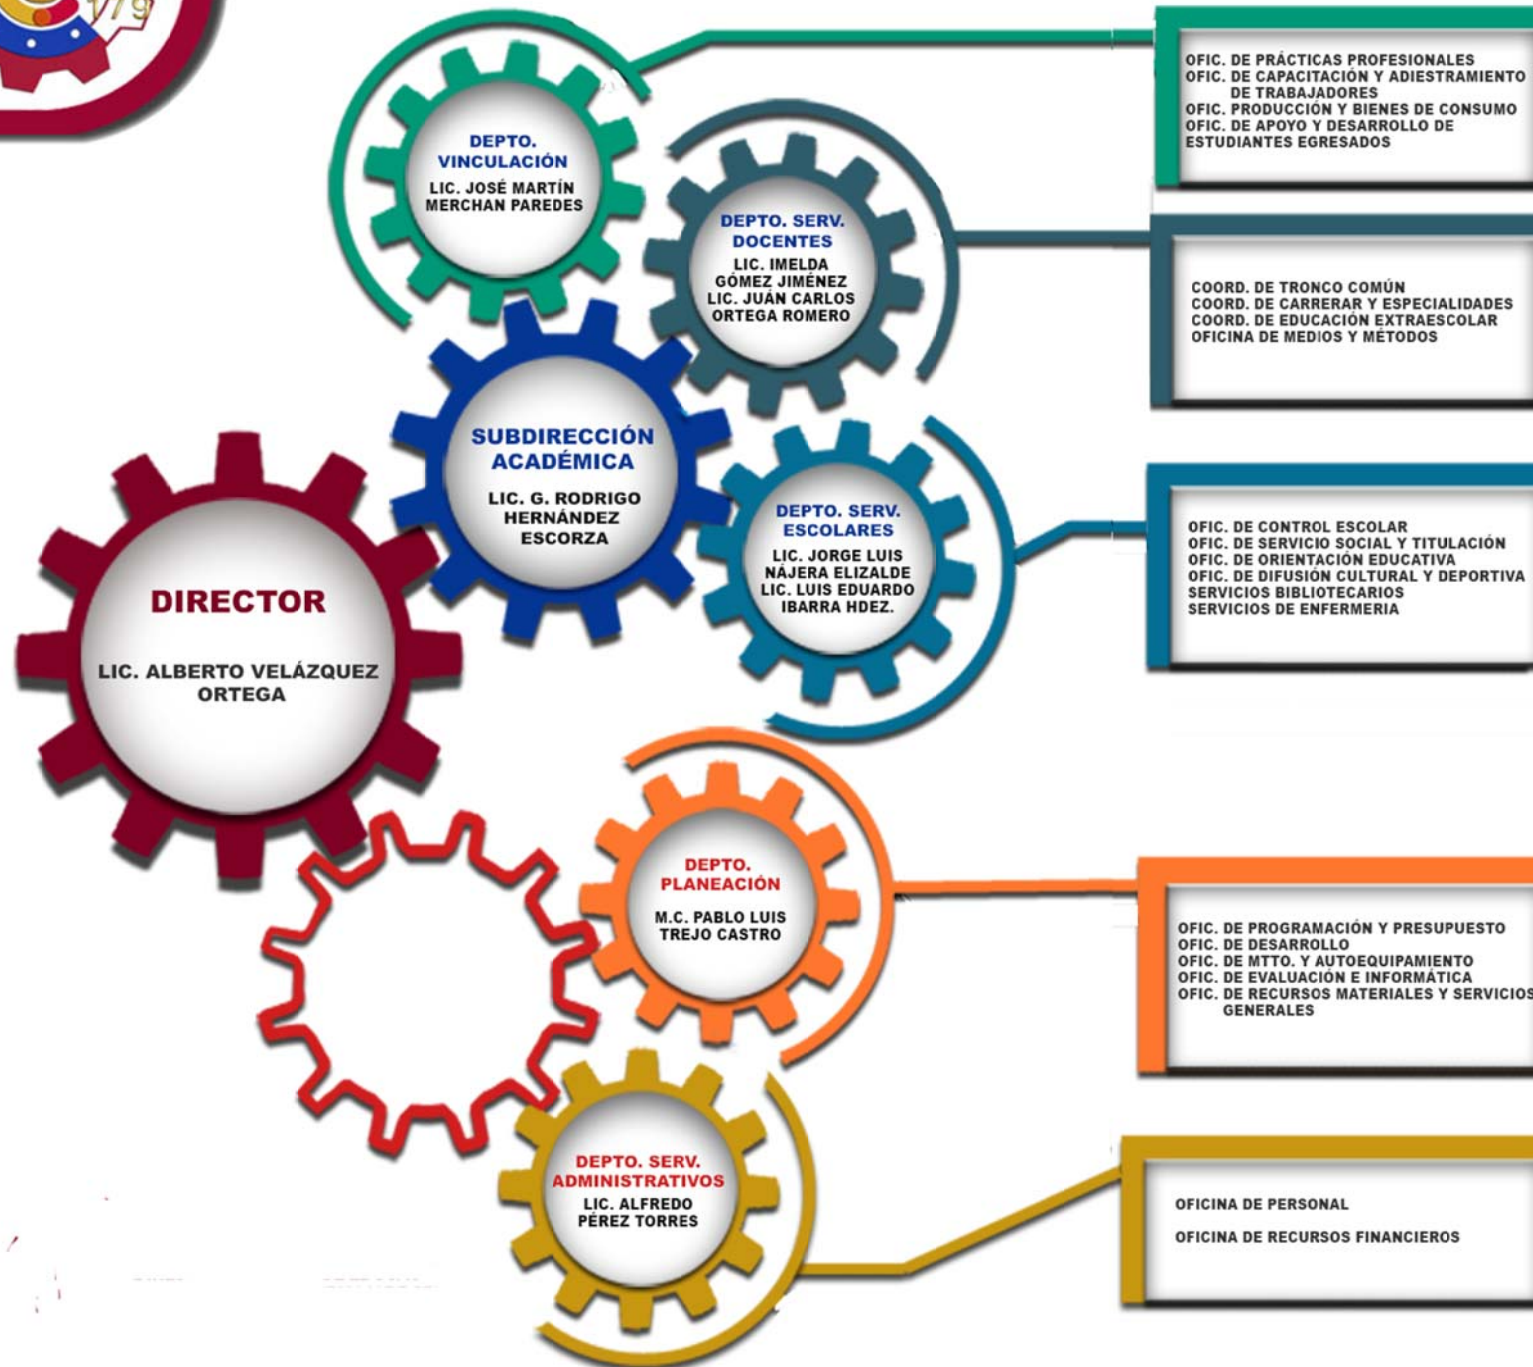 179
DEPTO.
VINCULACIÓN
LIC. JOSÉ MARTÍN
MERCHAN PAREDES
OFIC. DE PRÁCTICAS PROFESIONALES
OFIC. DE CAPACITACIÓN Y ADIESTRAMIENTO
DE TRABAJADORES
OFIC. PRODUCCIÓN Y BIENES DE CONSUMO
OFIC. DE APOYO Y DESARROLLO DE
ESTUDIANTES EGRESADOS
DEPTO. SERV.
DOCENTES
LIC. IMELDA
GÓMEZ JIMÉNEZ
LIC. JUÁN CARLOS
ORTEGA ROMERO
COORD. DE TRONCO COMÚN
COORD. DE CARRERAR Y ESPECIALIDADES
COORD. DE EDUCACIÓN EXTRAESCOLAR
OFICINA DE MEDIOS Y MÉTODOS
SUBDIRECCIÓN
ACADÉMICA
LIC. G. RODRIGO
HERNÁNDEZ
ESCORZA
DEPTO. SERV.
ESCOLARES
LIC. JORGE LUIS
NÁJERA ELIZALDE
LIC. LUIS EDUARDO
IBARRA HDEZ.
OFIC. DE CONTROL ESCOLAR
OFIC. DE SERVICIO SOCIAL Y TITULACIÓN
OFIC. DE ORIENTACIÓN EDUCATIVA
OFIC. DE DIFUSIÓN CULTURAL Y DEPORTIVA
SERVICIOS BIBLIOTECARIOS
SERVICIOS DE ENFERMERIA
DIRECTOR
LIC. ALBERTO VELÁZQUEZ
ORTEGA
DEPTO.
PLANEACIÓN
M.C. PABLO LUIS
TREJO CASTRO
OFIC. DE PROGRAMACIÓN Y PRESUPUESTO
OFIC. DE DESARROLLO
OFIC. DE MTTO. Y AUTOEQUIPAMIENTO
OFIC. DE EVALUACIÓN E INFORMÁTICA
OFIC. DE RECURSOS MATERIALES Y SERVICIOS
GENERALES
DEPTO. SERV.
ADMINISTRATIVOS
LIC. ALFREDO
PÉREZ TORRES
OFICINA DE PERSONAL
OFICINA DE RECURSOS FINANCIEROS